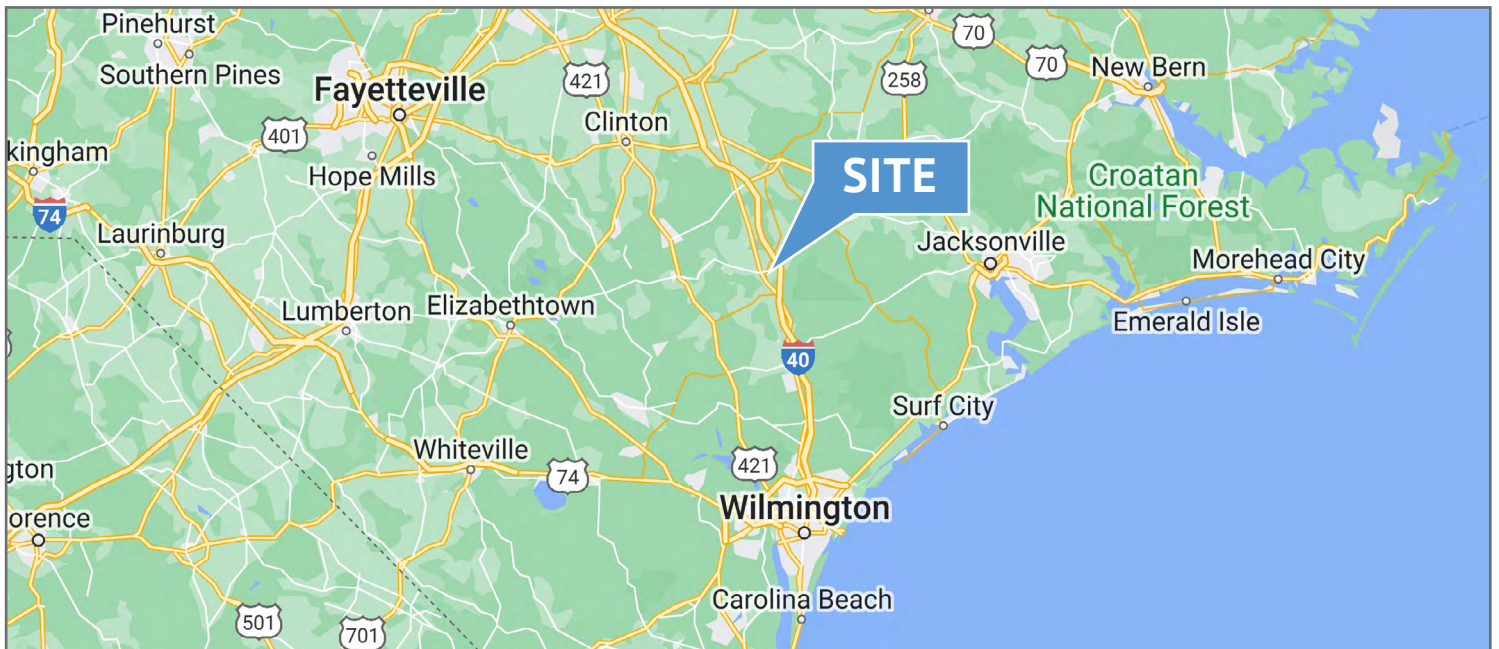 Pinehurst
70
Southern Pines
Fayetteville
421
258
70
New Bern
401
Clinton
kingham
Hope Mills
SITE
Croatan
National Forest
74
Laurinburg
Jacksonville
Morehead City
Lumberton
Elizabethtown
Emerald Isle
40
Surf City
Whiteville
gton
74
421
Wilmington
orence
Carolina Beach
501
701